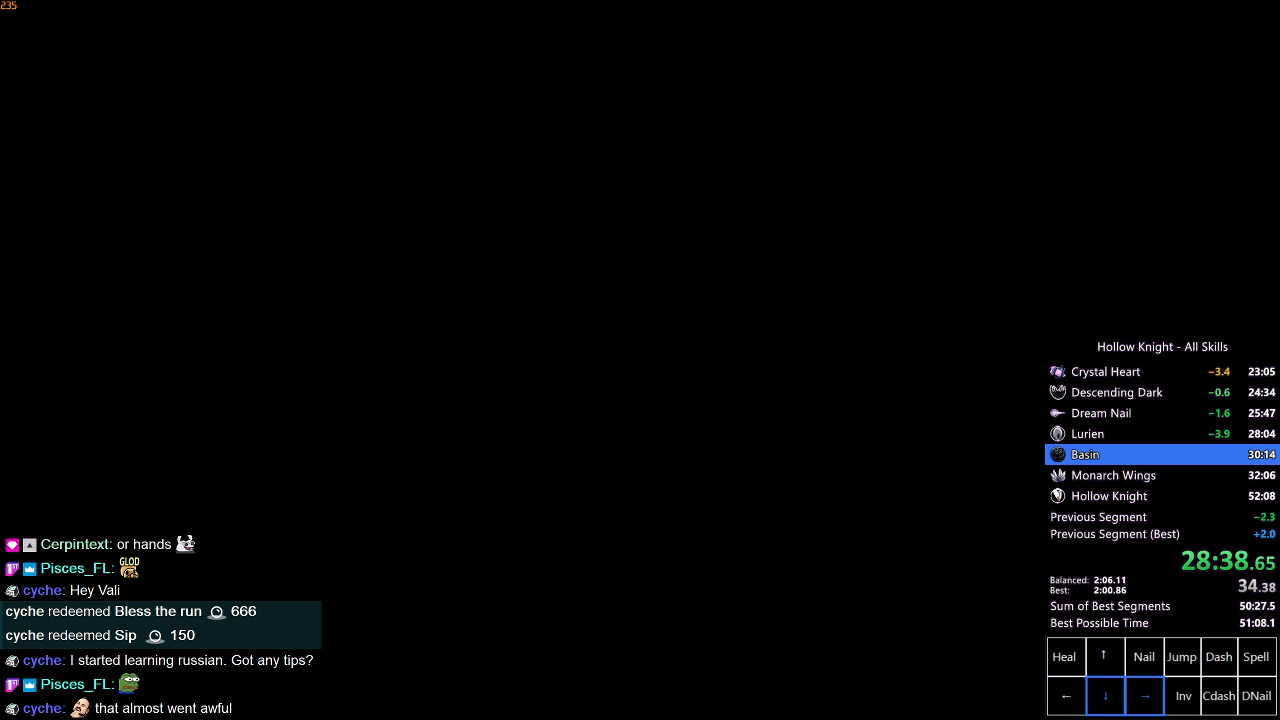 235
Hollow Knight - All Skills
Crystal Heart −3.4 23:05
Descending Dark −0.6 24:34
Dream Nail −1.6 25:47
Lurien −3.9 28:04
Basin 30:14
Monarch Wings 32:06
Hollow Knight 52:08
Previous Segment −2.3
Previous Segment (Best) +2.0
28:38.65
Balanced: 2:06.11
Best: 2:00.86
34.38
Sum of Best Segments 50:27.5
Best Possible Time 51:08.1
Heal ↑ Nail Jump Dash Spell
← ↓ → Inv Cdash DNail
Cerpintext: or hands
Pisces_FL: GLOD
cyche: Hey Vali
cyche redeemed Bless the run 666
cyche redeemed Sip 150
cyche: I started learning russian. Got any tips?
Pisces_FL:
cyche: that almost went awful